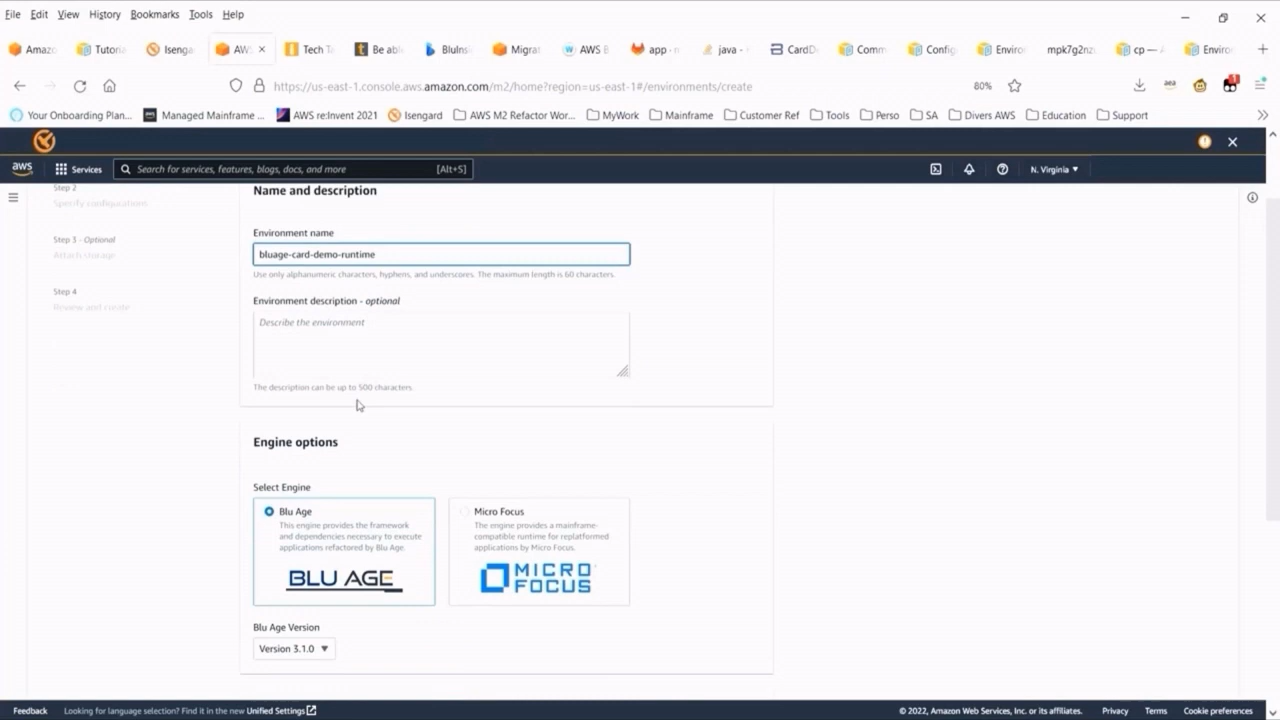 File Edit View History Bookmarks Tools Help
Amazo Tutoria Isenga AWS Tech T Be able BluIns Migrat AWS B app · n java - CardD Comm Config Enviro mpk7g2nz cp — Enviro
https://us-east-1.console.aws.amazon.com/m2/home?region=us-east-1#/environments/create 80%
Your Onboarding Plan... Managed Mainframe ... AWS re:Invent 2021 Isengard AWS M2 Refactor Wor... MyWork Mainframe Customer Ref Tools Perso SA Divers AWS Education Support
aws Services Search for services, features, blogs, docs, and more [Alt+S] N. Virginia
Step 2
Specify configurations
Step 3 - Optional
Attach storage
Step 4
Review and create
Name and description
Environment name
bluage-card-demo-runtime
Use only alphanumeric characters, hyphens, and underscores. The maximum length is 60 characters.
Environment description - optional
Describe the environment
The description can be up to 500 characters.
Engine options
Select Engine
Blu Age
This engine provides the framework
and dependencies necessary to execute
applications refactored by Blu Age.
BLU AGE
Micro Focus
The engine provides a mainframe-
compatible runtime for replatformed
applications by Micro Focus.
MICRO
FOCUS
Blu Age Version
Version 3.1.0
Feedback Looking for language selection? Find it in the new Unified Settings © 2022, Amazon Web Services, Inc. or its affiliates. Privacy Terms Cookie preferences